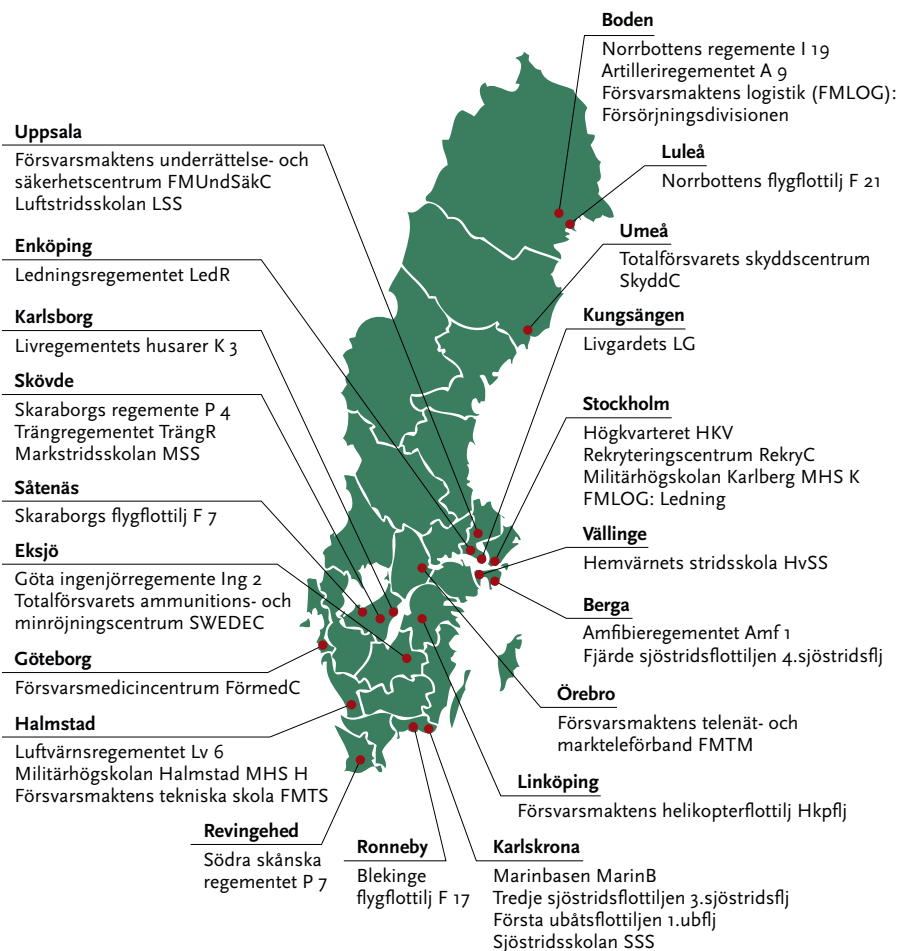 Boden
Norrbottens regemente I 19
Artilleriregementet A 9
Försvarsmaktens logistik (FMLOG):
Försörjningsdivisionen
Uppsala
Försvarsmaktens underrättelse- och
säkerhetscentrum FMUndSäkC
Luftstridsskolan LSS
Luleå
Norrbottens flygflottilj F 21
Enköping
Ledningsregementet LedR
Umeå
Totalförsvarets skyddscentrum
SkyddC
Karlsborg
Livregementets husarer K 3
Kungsängen
Livgardets LG
Skövde
Skaraborgs regemente P 4
Trängregementet TrängR
Markstridsskolan MSS
Stockholm
Högkvarteret HKV
Rekryteringscentrum RekryC
Militärhögskolan Karlberg MHS K
FMLOG: Ledning
Såtenäs
Skaraborgs flygflottilj F 7
Vällinge
Hemvärnets stridsskola HvSS
Eksjö
Göta ingenjörregemente Ing 2
Totalförsvarets ammunitions- och
minröjningscentrum SWEDEC
Berga
Amfibieregementet Amf 1
Fjärde sjöstridsflottiljen 4.sjöstridsflj
Göteborg
Försvarsmedicincentrum FörmedC
Örebro
Försvarsmaktens telenät- och
markteleförband FMTM
Halmstad
Luftvärnsregementet Lv 6
Militärhögskolan Halmstad MHS H
Försvarsmaktens tekniska skola FMTS
Linköping
Försvarsmaktens helikopterflottilj Hkpflj
Revingehed
Södra skånska
regementet P 7
Ronneby
Blekinge
flygflottilj F 17
Karlskrona
Marinbasen MarinB
Tredje sjöstridsflottiljen 3.sjöstridsflj
Första ubåtsflottiljen 1.ubflj
Sjöstridsskolan SSS